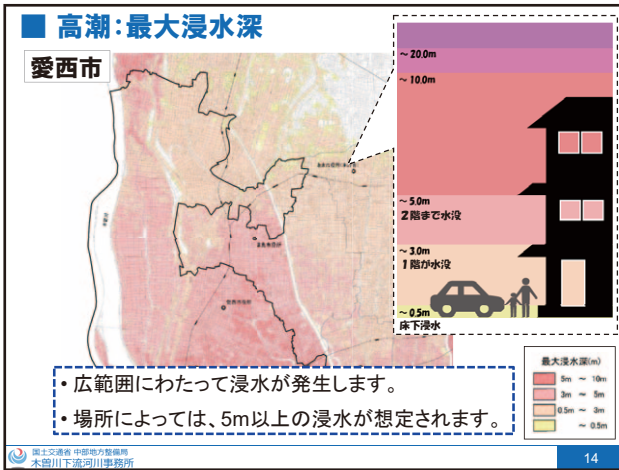 ■ 高潮：最大浸水深
愛西市
～20.0m
～10.0m
～5.0m
2階まで水没
～3.0m
1階が水没
～0.5m
床下浸水
・広範囲にわたって浸水が発生します。
・場所によっては、5m以上の浸水が想定されます。
最大浸水深(m)
5m ～ 10m
3m ～ 5m
0.5m ～ 3m
～ 0.5m
国土交通省 中部地方整備局
木曽川下流河川事務所
14